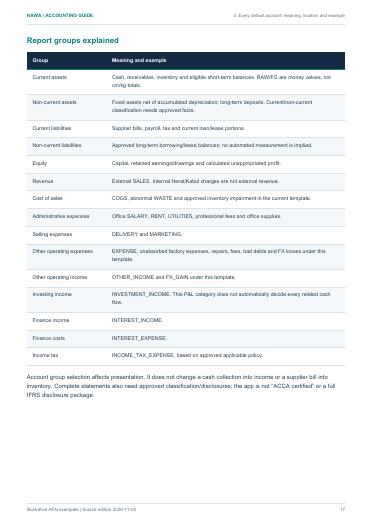 NAWA | ACCOUNTING GUIDE
3. Every default account: meaning, location and example
Report groups explained
Group
Meaning and example
Current assets
Cash, receivables, inventory and eligible short-term balances. RAW/FG are money values, not
cm/kg totals.
Non-current assets
Fixed assets net of accumulated depreciation; long-term deposits. Current/non-current
classification needs approved facts.
Current liabilities
Supplier bills, payroll, tax and current loan/lease portions.
Non-current liabilities
Approved long-term borrowing/lease balances; no automated measurement is implied.
Equity
Capital, retained earnings/drawings and calculated unappropriated profit.
Revenue
External SALES. Internal Herat/Kabul charges are not external revenue.
Cost of sales
COGS, abnormal WASTE and approved inventory impairment in the current template.
Administrative expenses
Office SALARY, RENT, UTILITIES, professional fees and office supplies.
Selling expenses
DELIVERY and MARKETING.
Other operating expenses
EXPENSE, unabsorbed factory expenses, repairs, fees, bad debts and FX losses under this
template.
Other operating income
OTHER_INCOME and FX_GAIN under this template.
Investing income
INVESTMENT_INCOME. This P&L category does not automatically decide every related cash
flow.
Finance income
INTEREST_INCOME.
Finance costs
INTEREST_EXPENSE.
Income tax
INCOME_TAX_EXPENSE, based on approved applicable policy.
Account group selection affects presentation. It does not change a cash collection into income or a supplier bill into
inventory. Complete statements also need approved classification/disclosures; the app is not "ACCA certified" or a full
IFRS disclosure package.
Illustrative AFN examples | Source edition
17